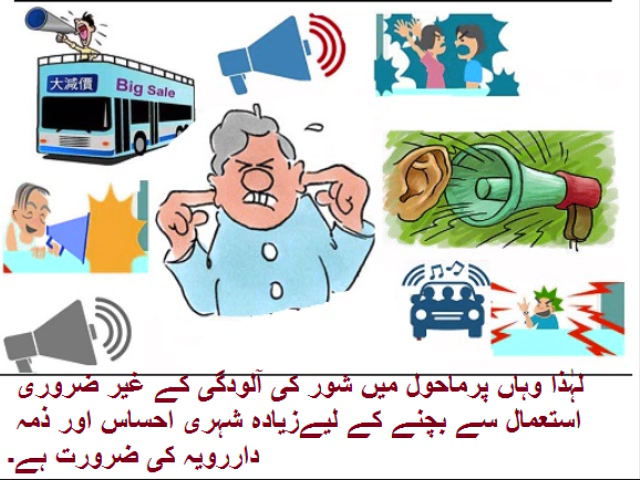 大減價 Big Sale
لہٰذا وہاں پرماحول میں شور کی آلودگی کے غیر ضروری
استعمال سے بچنے کے لیےزیادہ شہری احساس اور ذمہ
داررویہ کی ضرورت ہے۔